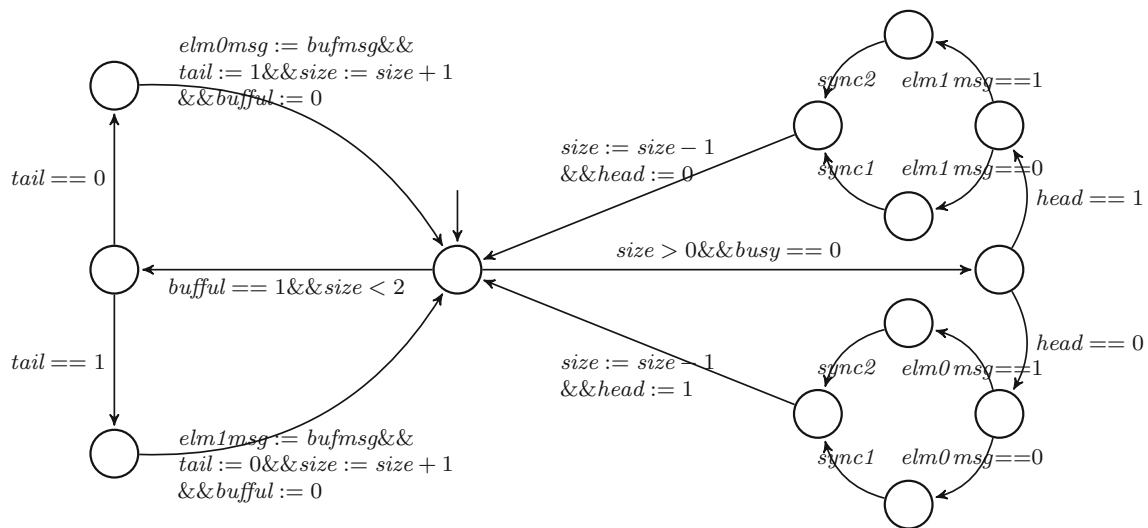 elm0msg := bufmsg&&
tail := 1&&size := size + 1
&&bufful := 0
sync2
elm1msg==1
size := size − 1
&&head := 0
sync1
elm1msg==0
tail == 0
head == 1
size > 0&&busy == 0
bufful == 1&&size < 2
head == 0
tail == 1
size := size − 1
&&head := 1
sync2
elm0msg==1
elm1msg := bufmsg&&
tail := 0&&size := size + 1
&&bufful := 0
sync1
elm0msg==0